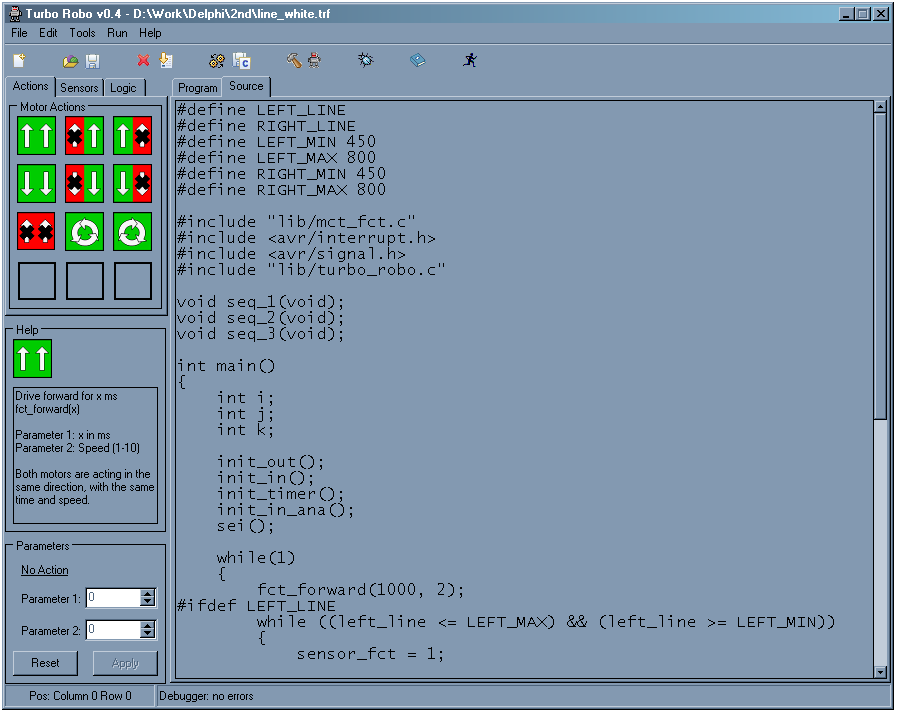 Turbo Robo v0.4 - D:\Work\Delphi\2nd\line_white.trf
File Edit Tools Run Help
Actions Sensors Logic
Program Source
Motor Actions
Help
Drive forward for x ms
fct_forward(x)
Parameter 1: x in ms
Parameter 2: Speed (1-10)
Both motors are acting in the
same direction, with the same
time and speed.
Parameters
No Action
Parameter 1: 0
Parameter 2: 0
Reset Apply
#define LEFT_LINE
#define RIGHT_LINE
#define LEFT_MIN 450
#define LEFT_MAX 800
#define RIGHT_MIN 450
#define RIGHT_MAX 800
#include "lib/mct_fct.c"
#include <avr/interrupt.h>
#include <avr/signal.h>
#include "lib/turbo_robo.c"
void seq_1(void);
void seq_2(void);
void seq_3(void);
int main()
{
    int i;
    int j;
    int k;
    init_out();
    init_in();
    init_timer();
    init_in_ana();
    sei();
    while(1)
    {
        fct_forward(1000, 2);
#ifdef LEFT_LINE
        while ((left_line <= LEFT_MAX) && (left_line >= LEFT_MIN))
        {
            sensor_fct = 1;
Pos: Column 0 Row 0 Debugger: no errors